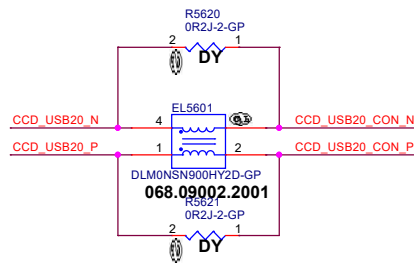 R5620
0R2J-2-GP
2 1
DY
CCD_USB20_N EL5601 CCD_USB20_CON_N
4
CCD_USB20_P 1 2 CCD_USB20_CON_P
DLM0NSN900HY2D-GP
068.09002.2001
R5621
0R2J-2-GP
2 1
DY